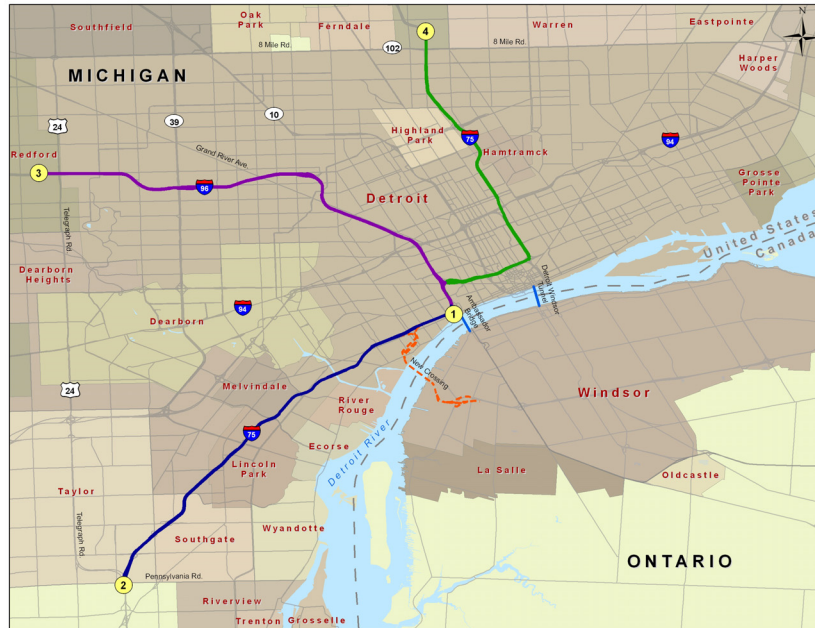 Southfield
Oak
Park
Ferndale
Warren
Eastpointe
N
8 Mile Rd.
102
4
8 Mile Rd.
Harper
Woods
MICHIGAN
24
39
10
Highland
Park
75
Hamtramck
94
Redford
Grand River Ave.
3
96
Detroit
Grosse
Pointe
Park
Telegraph Rd.
United States
Canada
Dearborn
Heights
94
Detroit Windsor
Tunnel
Ambassador
Bridge
1
Dearborn
New Crossing
24
Melvindale
River
Rouge
Windsor
75
Detroit River
Ecorse
Lincoln
Park
La Salle
Oldcastle
Taylor
Telegraph Rd.
Wyandotte
Southgate
ONTARIO
2
Pennsylvania Rd.
Riverview
Trenton
Grosselle